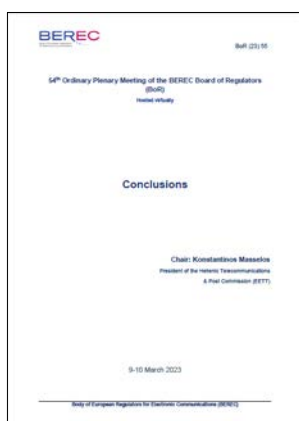 BEREC
BoR (23) 55
54th Ordinary Plenary Meeting of the BEREC Board of Regulators
(BoR)
Hosted virtually
Conclusions
Chair: Konstantinos Masselos
President of the Hellenic Telecommunications
& Post Commission (EETT)
9-10 March 2023
Body of European Regulators for Electronic Communications (BEREC)